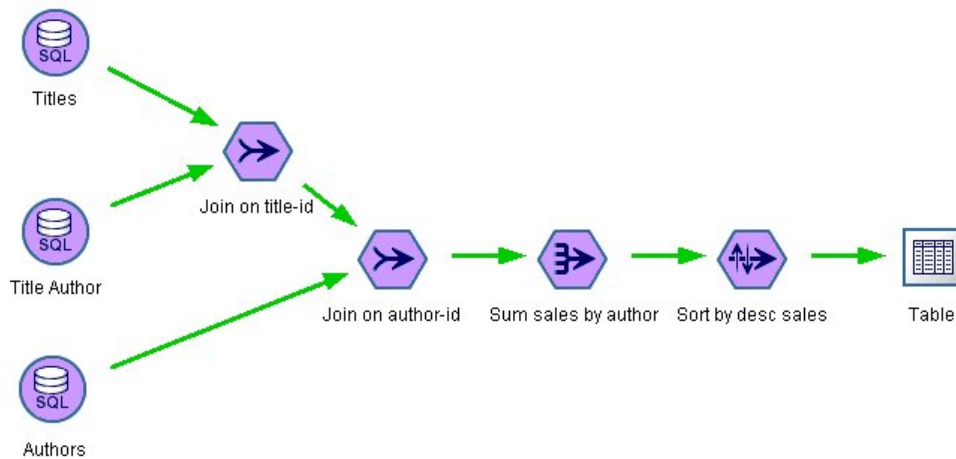 SQL
Titles
SQL
Title Author
SQL
Authors
Join on title-id
Join on author-id
Sum sales by author
Sort by desc sales
Table